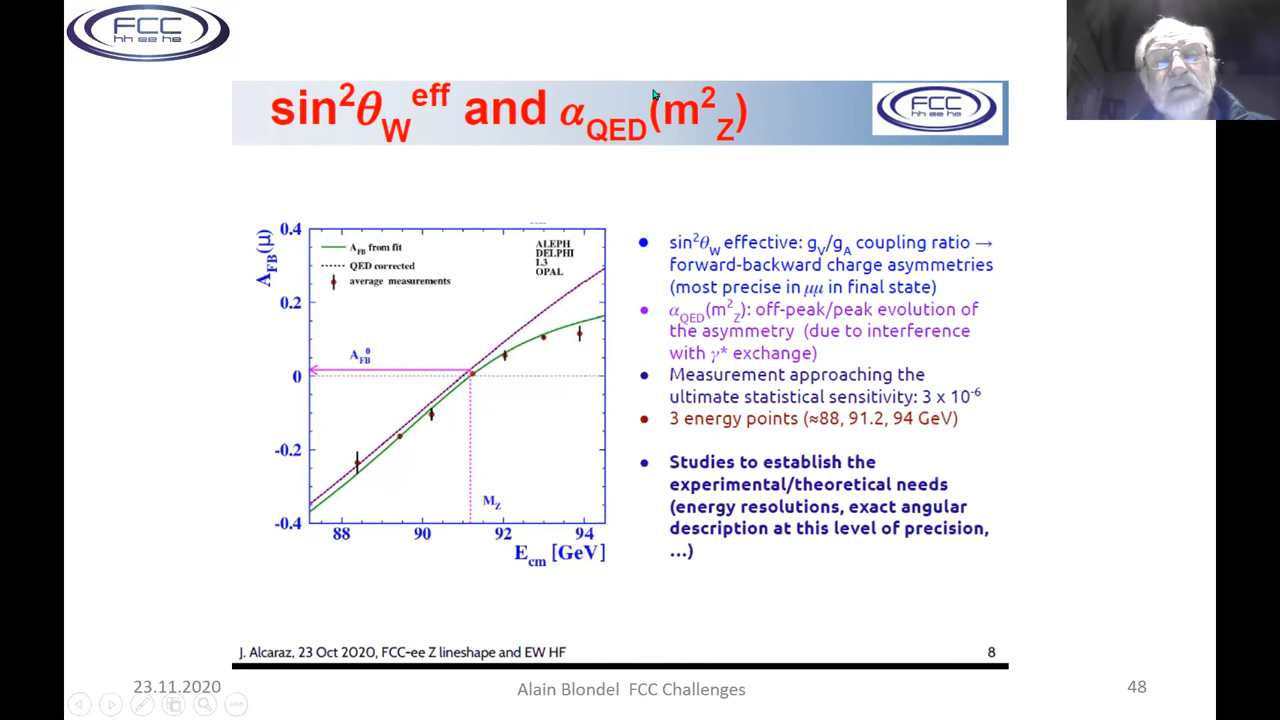 FCC
hh ee he
sin²θ_W^eff and α_QED(m²_Z)
FCC
hh ee he
A_FB(μ)
0.4
0.2
0
-0.2
-0.4
A_FB from fit
QED corrected
average measurements
ALEPH
DELPHI
L3
OPAL
A_FB^0
M_Z
88
90
92
94
E_cm [GeV]
sin²θ_W effective: g_V/g_A coupling ratio →
forward-backward charge asymmetries
(most precise in μμ in final state)
α_QED(m²_Z): off-peak/peak evolution of
the asymmetry (due to interference
with γ* exchange)
Measurement approaching the
ultimate statistical sensitivity: 3 x 10⁻⁶
3 energy points (≈88, 91.2, 94 GeV)
Studies to establish the
experimental/theoretical needs
(energy resolutions, exact angular
description at this level of precision,
...)
J. Alcaraz, 23 Oct 2020, FCC-ee Z lineshape and EW HF
8
23.11.2020
Alain Blondel FCC Challenges
48